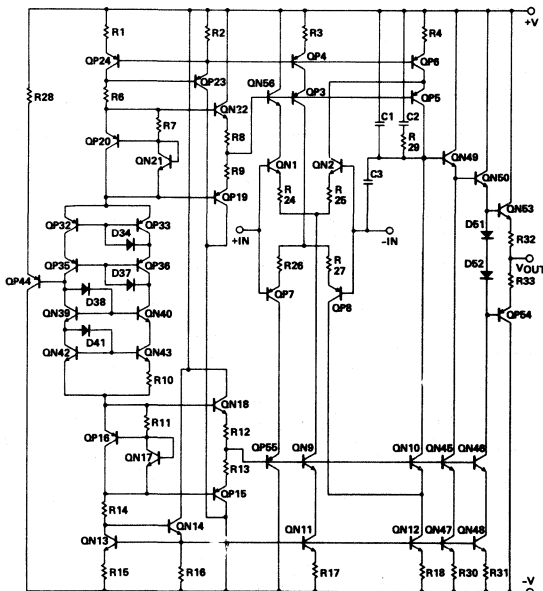 +V
R1
R2
R3
R4
QP24
QP4
QP6
QP23
R28
R6
QN56
QP3
QP5
QN22
R7
C1
C2
R8
R
29
QP20
QN21
QN49
R9
QN1
QN2
C3
QN50
QP19
R
24
R
25
QN53
QP32
QP33
D51
R32
D34
+IN
-IN
VOUT
QP35
QP36
R26
R
27
D52
R33
D37
QP44
D38
QP7
QP8
QP54
QN39
QN40
D41
QN42
QN43
R10
QN18
R11
R12
QP16
QP55
QN9
QN10
QN45
QN46
QN17
R13
QP15
R14
QN14
QN13
QN11
QN12
QN47
QN48
R15
R16
R17
R18
R30
R31
-V